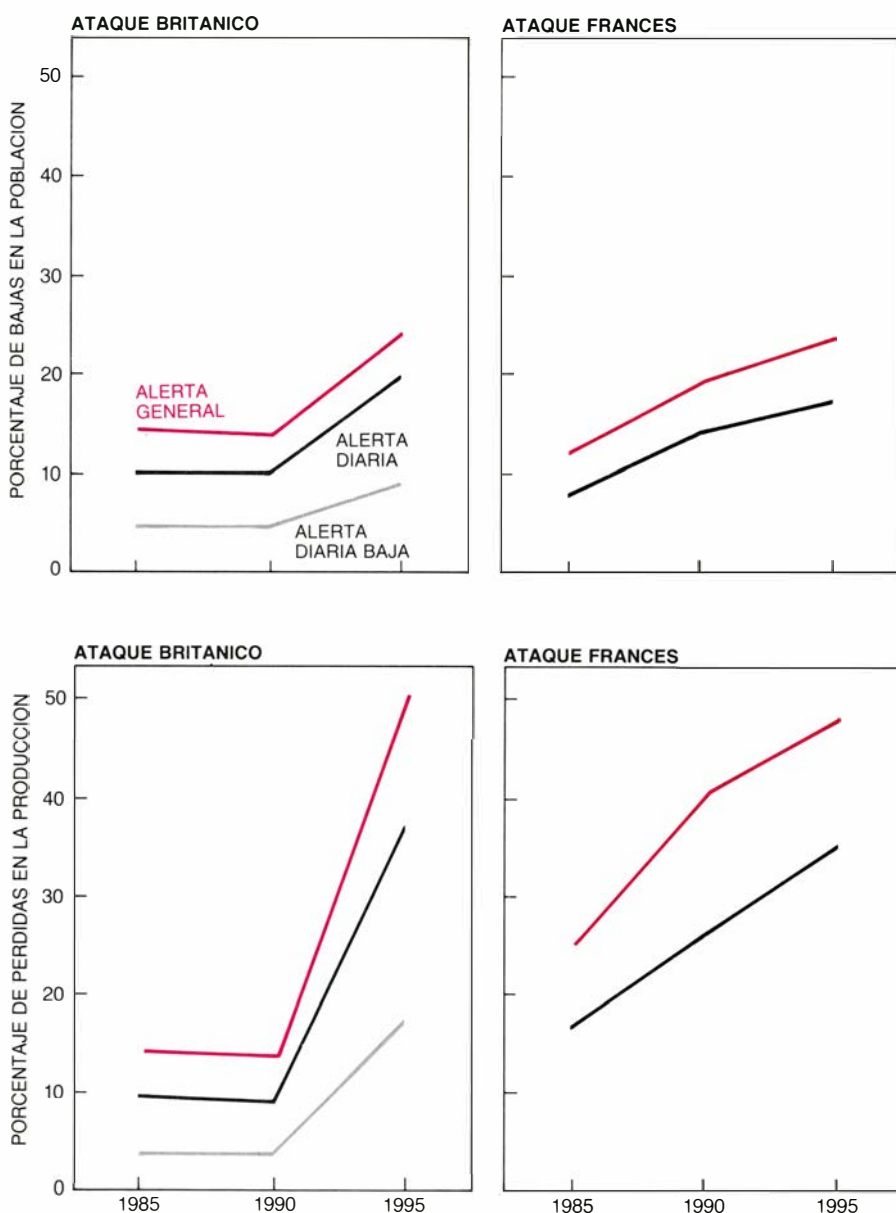 ATAQUE BRITANICO
PORCENTAJE DE BAJAS EN LA POBLACION
50
40
30
20
10
0
ALERTA
GENERAL
ALERTA
DIARIA
ALERTA
DIARIA BAJA
ATAQUE FRANCES
ATAQUE BRITANICO
PORCENTAJE DE PERDIDAS EN LA PRODUCCION
50
40
30
20
10
0
1985
1990
1995
ATAQUE FRANCES
1985
1990
1995